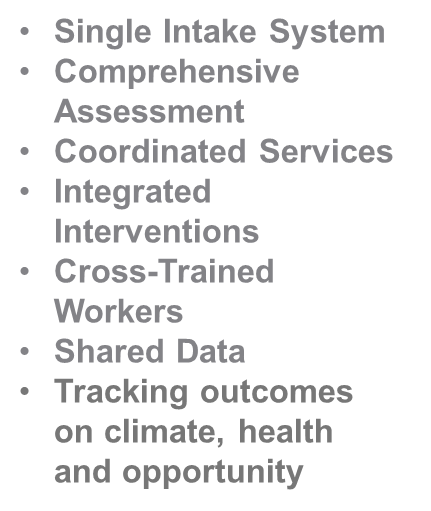 • Single Intake System
• Comprehensive
Assessment
• Coordinated Services
• Integrated
Interventions
• Cross-Trained
Workers
• Shared Data
• Tracking outcomes
on climate, health
and opportunity